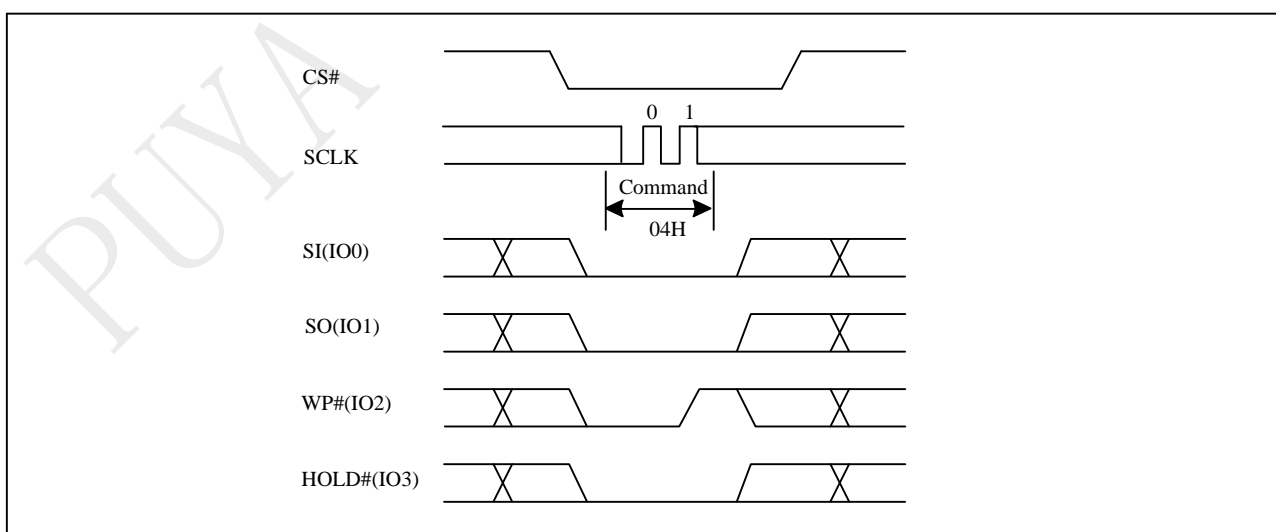 PUYA
CS#
0 1
SCLK
Command
04H
SI(IO0)
SO(IO1)
WP#(IO2)
HOLD#(IO3)